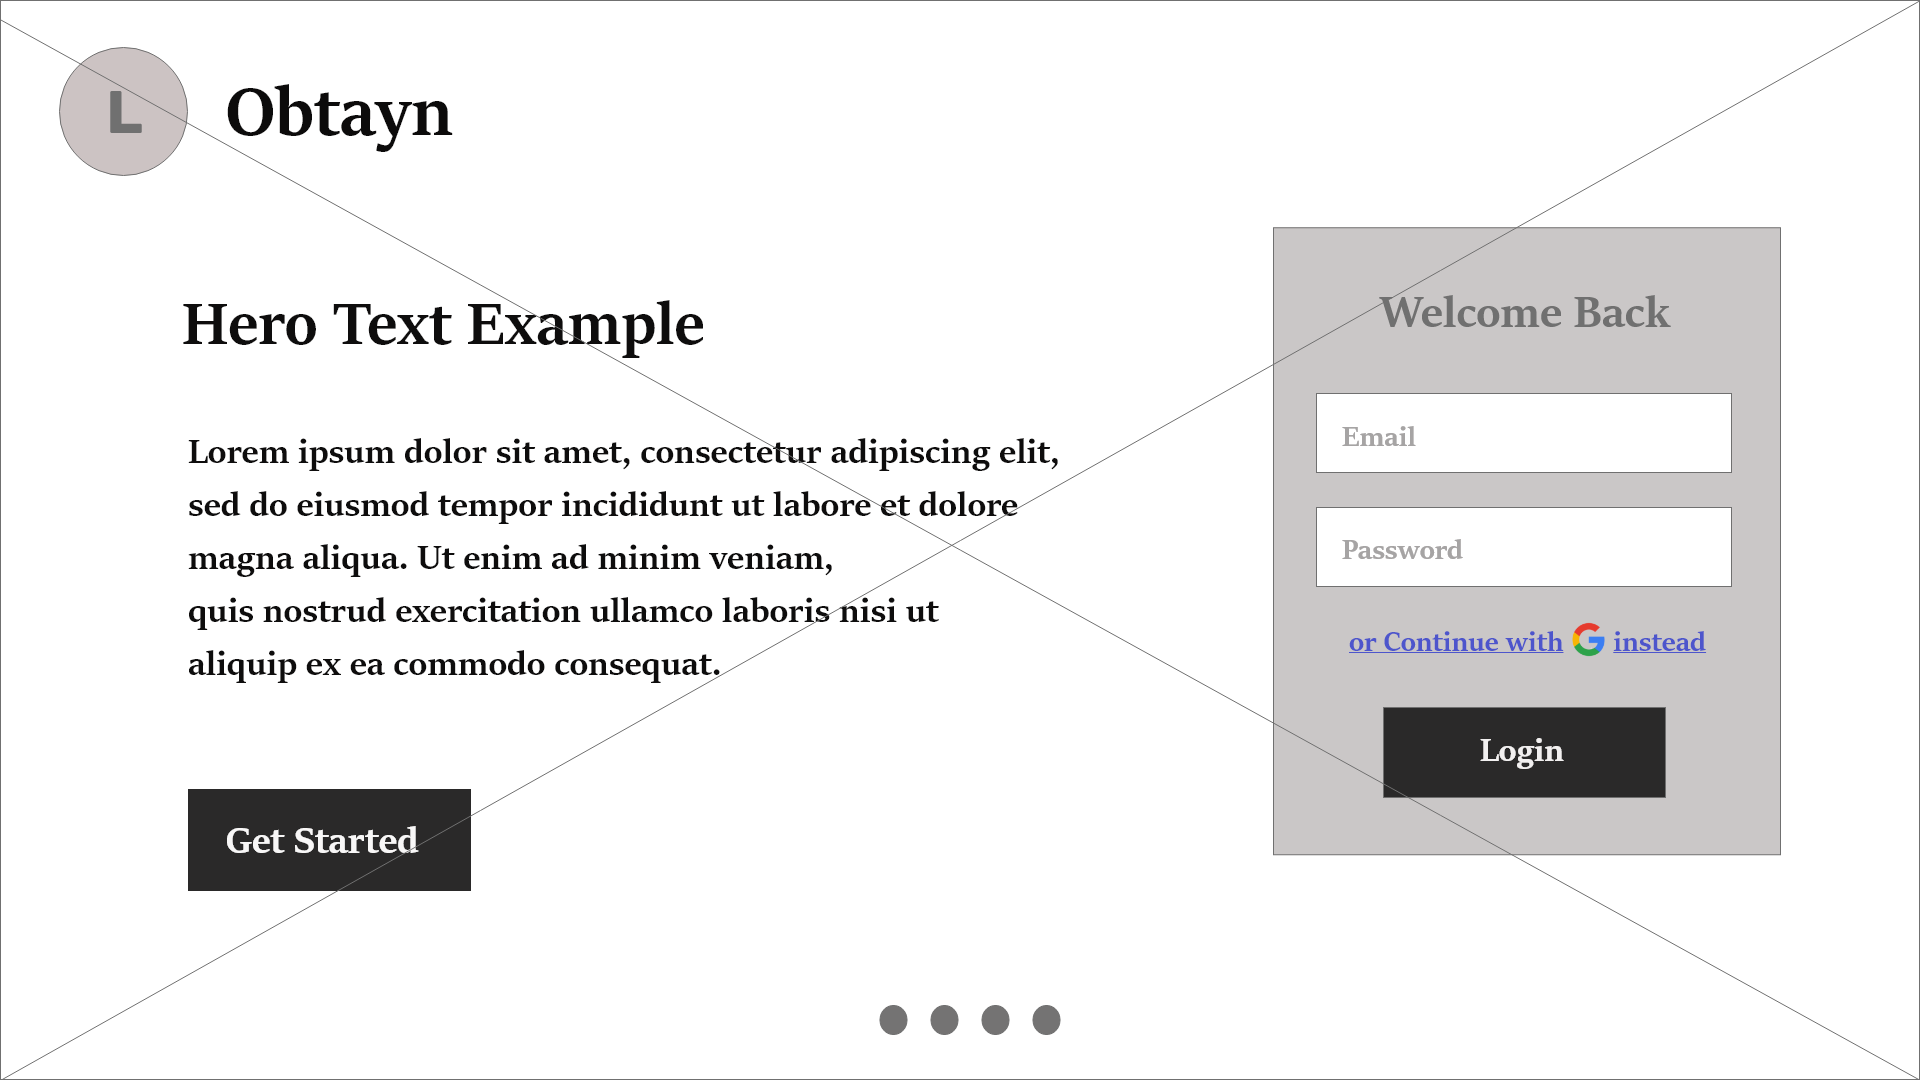 L
Obtayn
Hero Text Example
Lorem ipsum dolor sit amet, consectetur adipiscing elit,
sed do eiusmod tempor incididunt ut labore et dolore
magna aliqua. Ut enim ad minim veniam,
quis nostrud exercitation ullamco laboris nisi ut
aliquip ex ea commodo consequat.
Get Started
Welcome Back
Email
Password
or Continue with G instead
Login